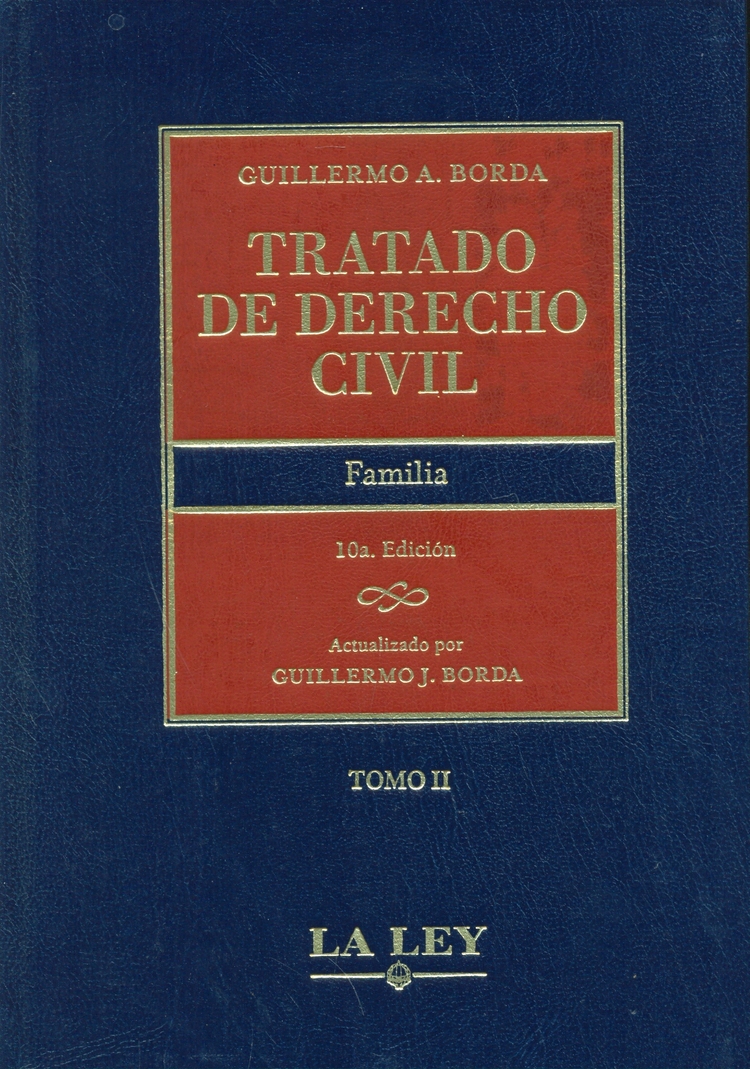 GUILLERMO A. BORDA
TRATADO
DE DERECHO
CIVIL
Familia
10a. Edición
Actualizado por
GUILLERMO J. BORDA
TOMO II
LA LEY